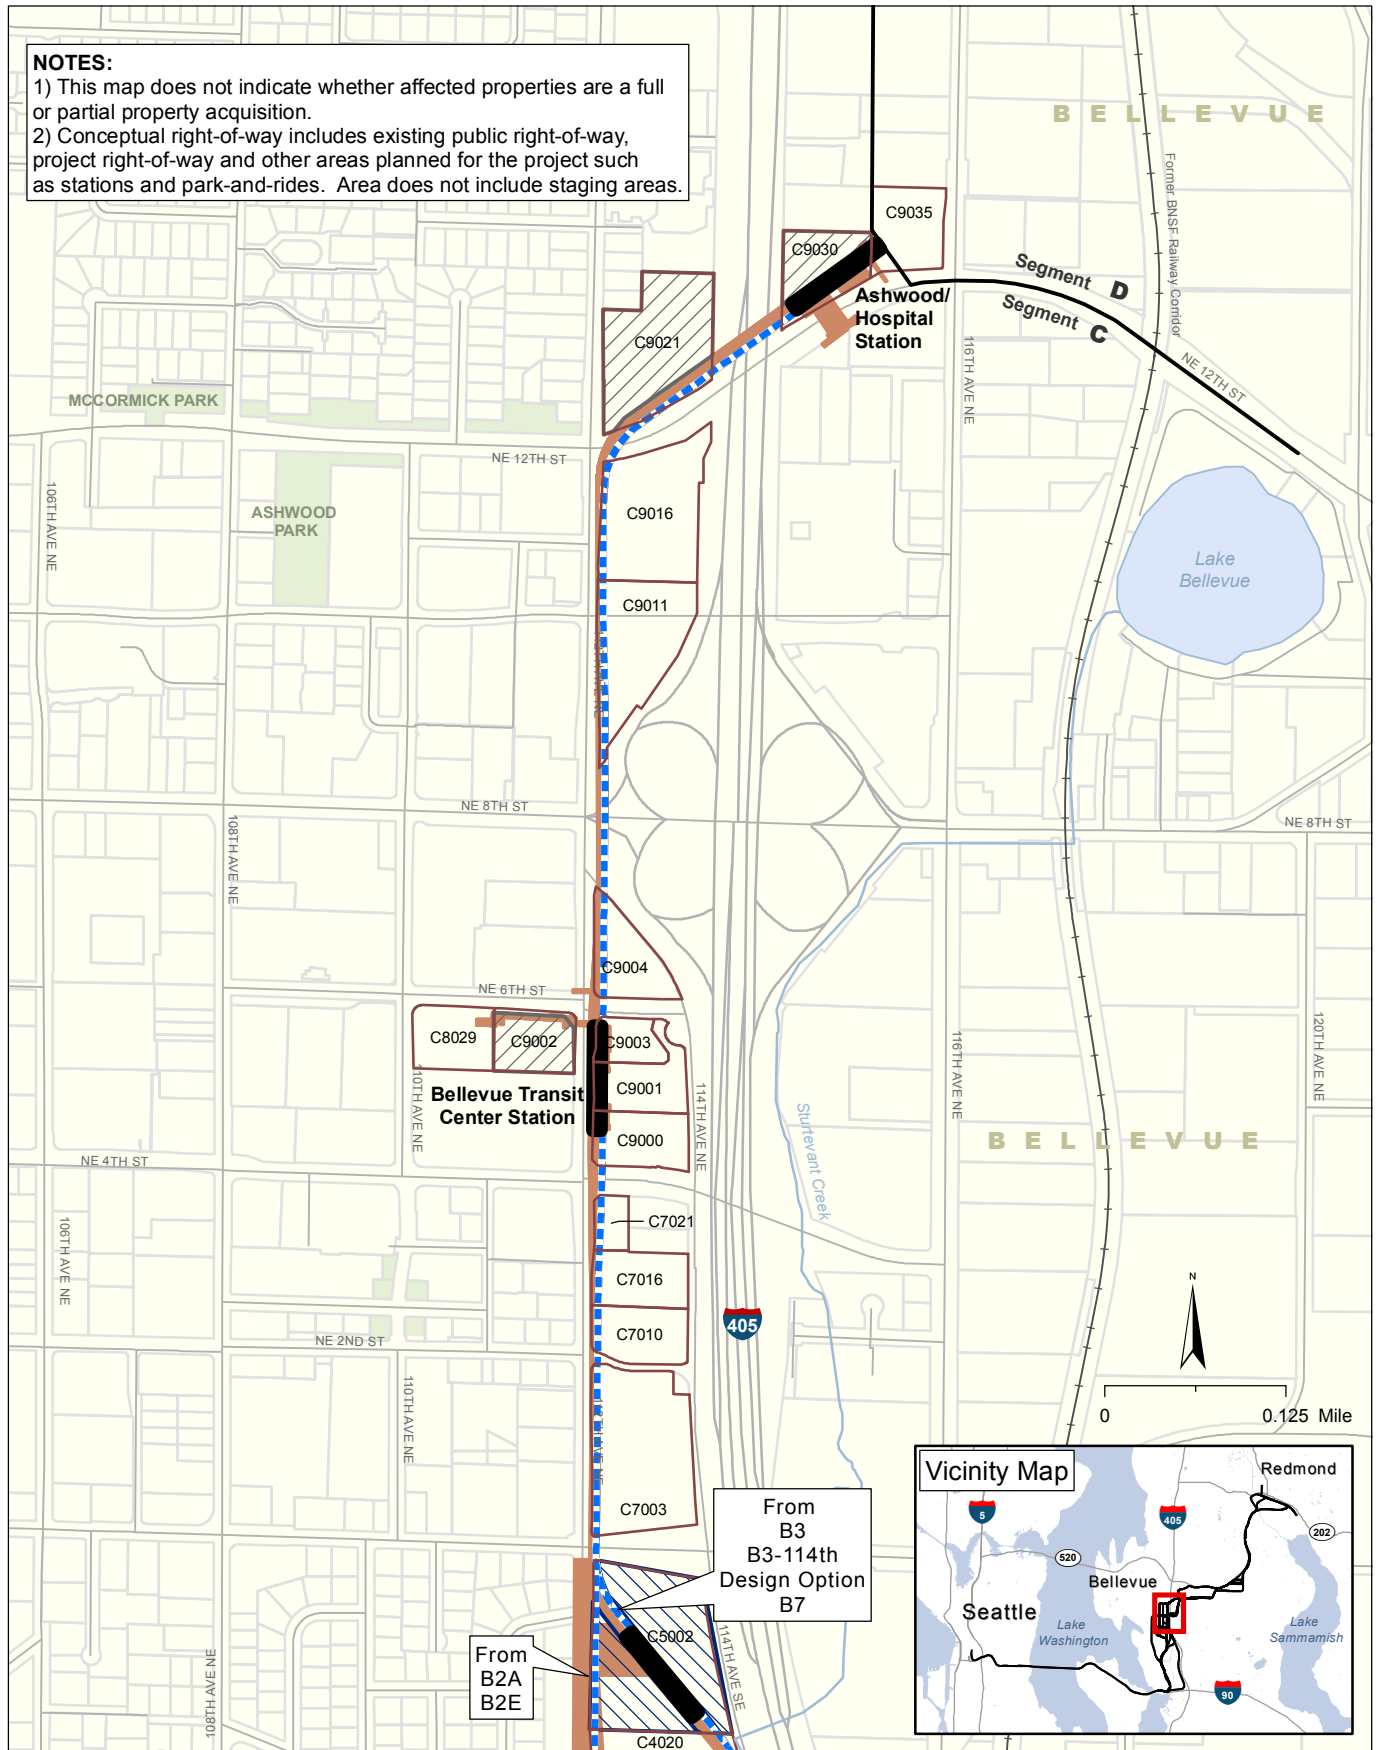 NOTES:
1) This map does not indicate whether affected properties are a full
or partial property acquisition.
2) Conceptual right-of-way includes existing public right-of-way,
project right-of-way and other areas planned for the project such
as stations and park-and-rides.  Area does not include staging areas.
BELLEVUE
Former BNSF Railway Corridor
C9035
C9030
Segment D
Segment C
Ashwood/
Hospital
Station
C9021
116TH AVE NE
NE 12TH ST
MCCORMICK PARK
NE 12TH ST
106TH AVE NE
ASHWOOD
PARK
C9016
Lake
Bellevue
C9011
112TH AVE NE
NE 8TH ST
NE 8TH ST
108TH AVE NE
C9004
NE 6TH ST
C8029
C9002
C9003
C9001
C9000
110TH AVE NE
Bellevue Transit
Center Station
114TH AVE NE
116TH AVE NE
120TH AVE NE
Sturtevant Creek
BELLEVUE
NE 4TH ST
106TH AVE NE
C7021
C7016
C7010
405
NE 2ND ST
110TH AVE NE
112TH AVE NE
N
0
0.125 Mile
C7003
From
B3
B3-114th
Design Option
B7
C5002
114TH AVE SE
From
B2A
B2E
108TH AVE NE
C4020
Vicinity Map
Redmond
5
405
202
520
Bellevue
Seattle
Lake
Washington
Lake
Sammamish
90